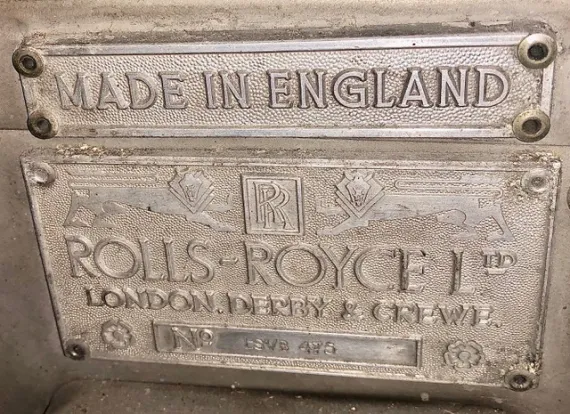 MADE IN ENGLAND
RR
ROLLS-ROYCE LTD
LONDON. DERBY & CREWE.
No